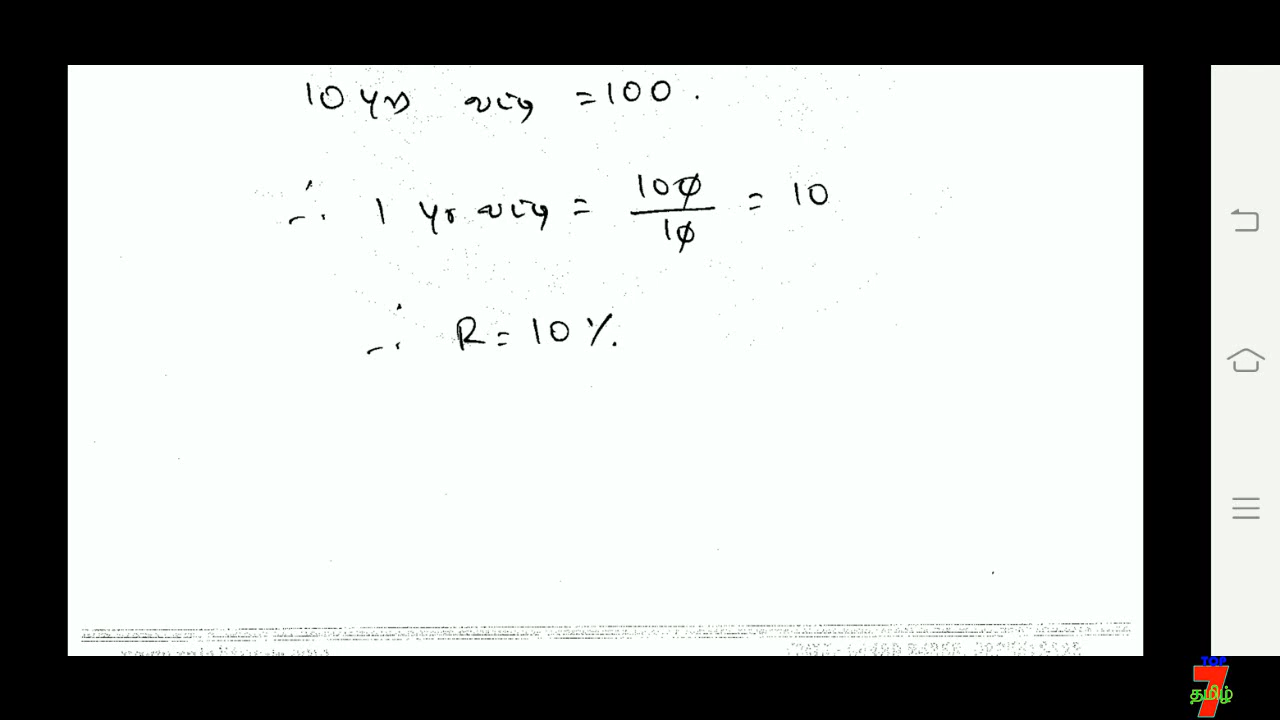 10 yrs வட்டி = 100.
∴ 1 yr வட்டி = 100/10 = 10
∴ R = 10%.
TOP
7
தமிழ்